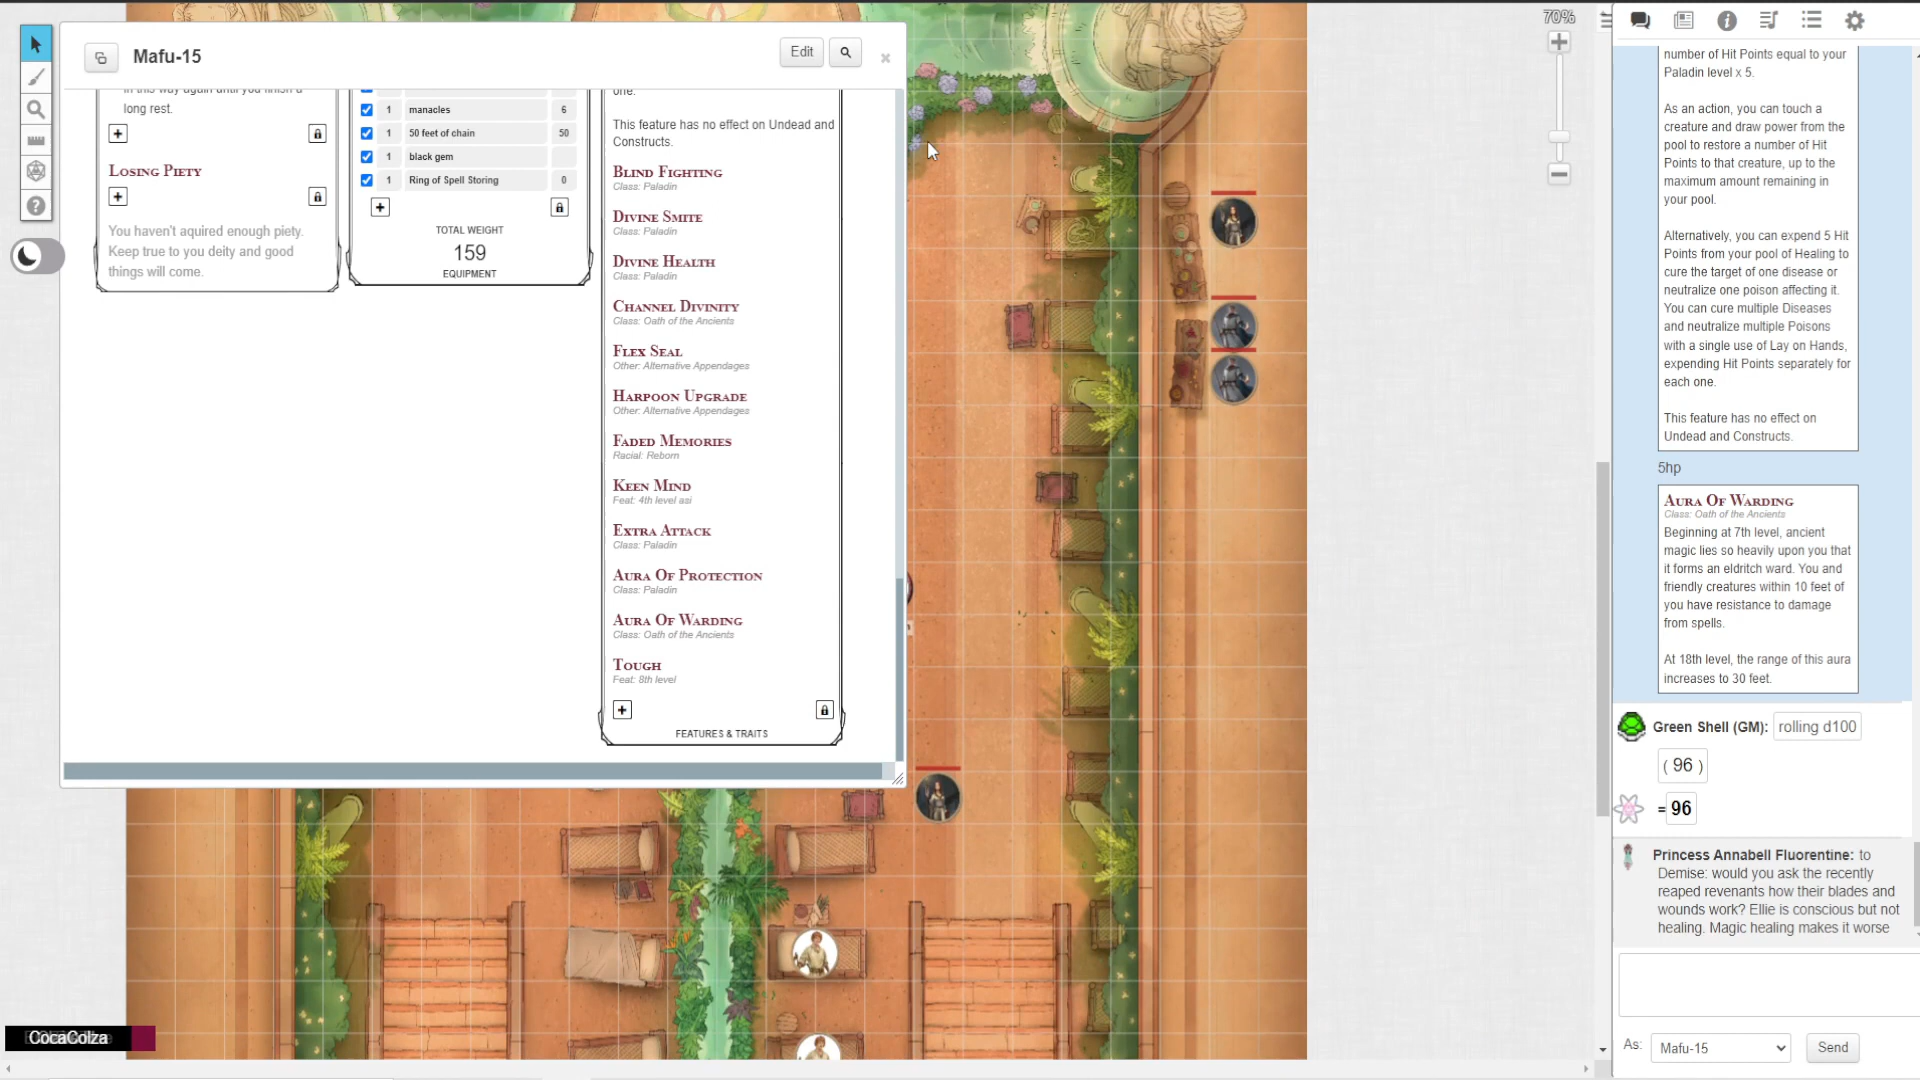 Mafu-15
Edit
long rest.
LOSING PIETY
You haven't aquired enough piety.
Keep true to you deity and good
things will come.
1 manacles 6
1 50 feet of chain 50
1 black gem
1 Ring of Spell Storing 0
TOTAL WEIGHT
159
EQUIPMENT
one.
This feature has no effect on Undead and
Constructs.
BLIND FIGHTING
Class: Paladin
DIVINE SMITE
Class: Paladin
DIVINE HEALTH
Class: Paladin
CHANNEL DIVINITY
Class: Oath of the Ancients
FLEX SEAL
Other: Alternative Appendages
HARPOON UPGRADE
Other: Alternative Appendages
FADED MEMORIES
Racial: Reborn
KEEN MIND
Feat: 4th level asi
EXTRA ATTACK
Class: Paladin
AURA OF PROTECTION
Class: Paladin
AURA OF WARDING
Class: Oath of the Ancients
TOUGH
Feat: 8th level
FEATURES & TRAITS
70%
number of Hit Points equal to your
Paladin level x 5.
As an action, you can touch a
creature and draw power from the
pool to restore a number of Hit
Points to that creature, up to the
maximum amount remaining in
your pool.
Alternatively, you can expend 5 Hit
Points from your pool of Healing to
cure the target of one disease or
neutralize one poison affecting it.
You can cure multiple Diseases
and neutralize multiple Poisons
with a single use of Lay on Hands,
expending Hit Points separately for
each one.
This feature has no effect on
Undead and Constructs.
5hp
AURA OF WARDING
Class: Oath of the Ancients
Beginning at 7th level, ancient
magic lies so heavily upon you that
it forms an eldritch ward. You and
friendly creatures within 10 feet of
you have resistance to damage
from spells.
At 18th level, the range of this aura
increases to 30 feet.
Green Shell (GM): rolling d100
( 96 )
=96
Princess Annabell Fluorentine: to
Demise: would you ask the recently
reaped revenants how their blades and
wounds work? Ellie is conscious but not
healing. Magic healing makes it worse
As: Mafu-15 Send
CocaColza